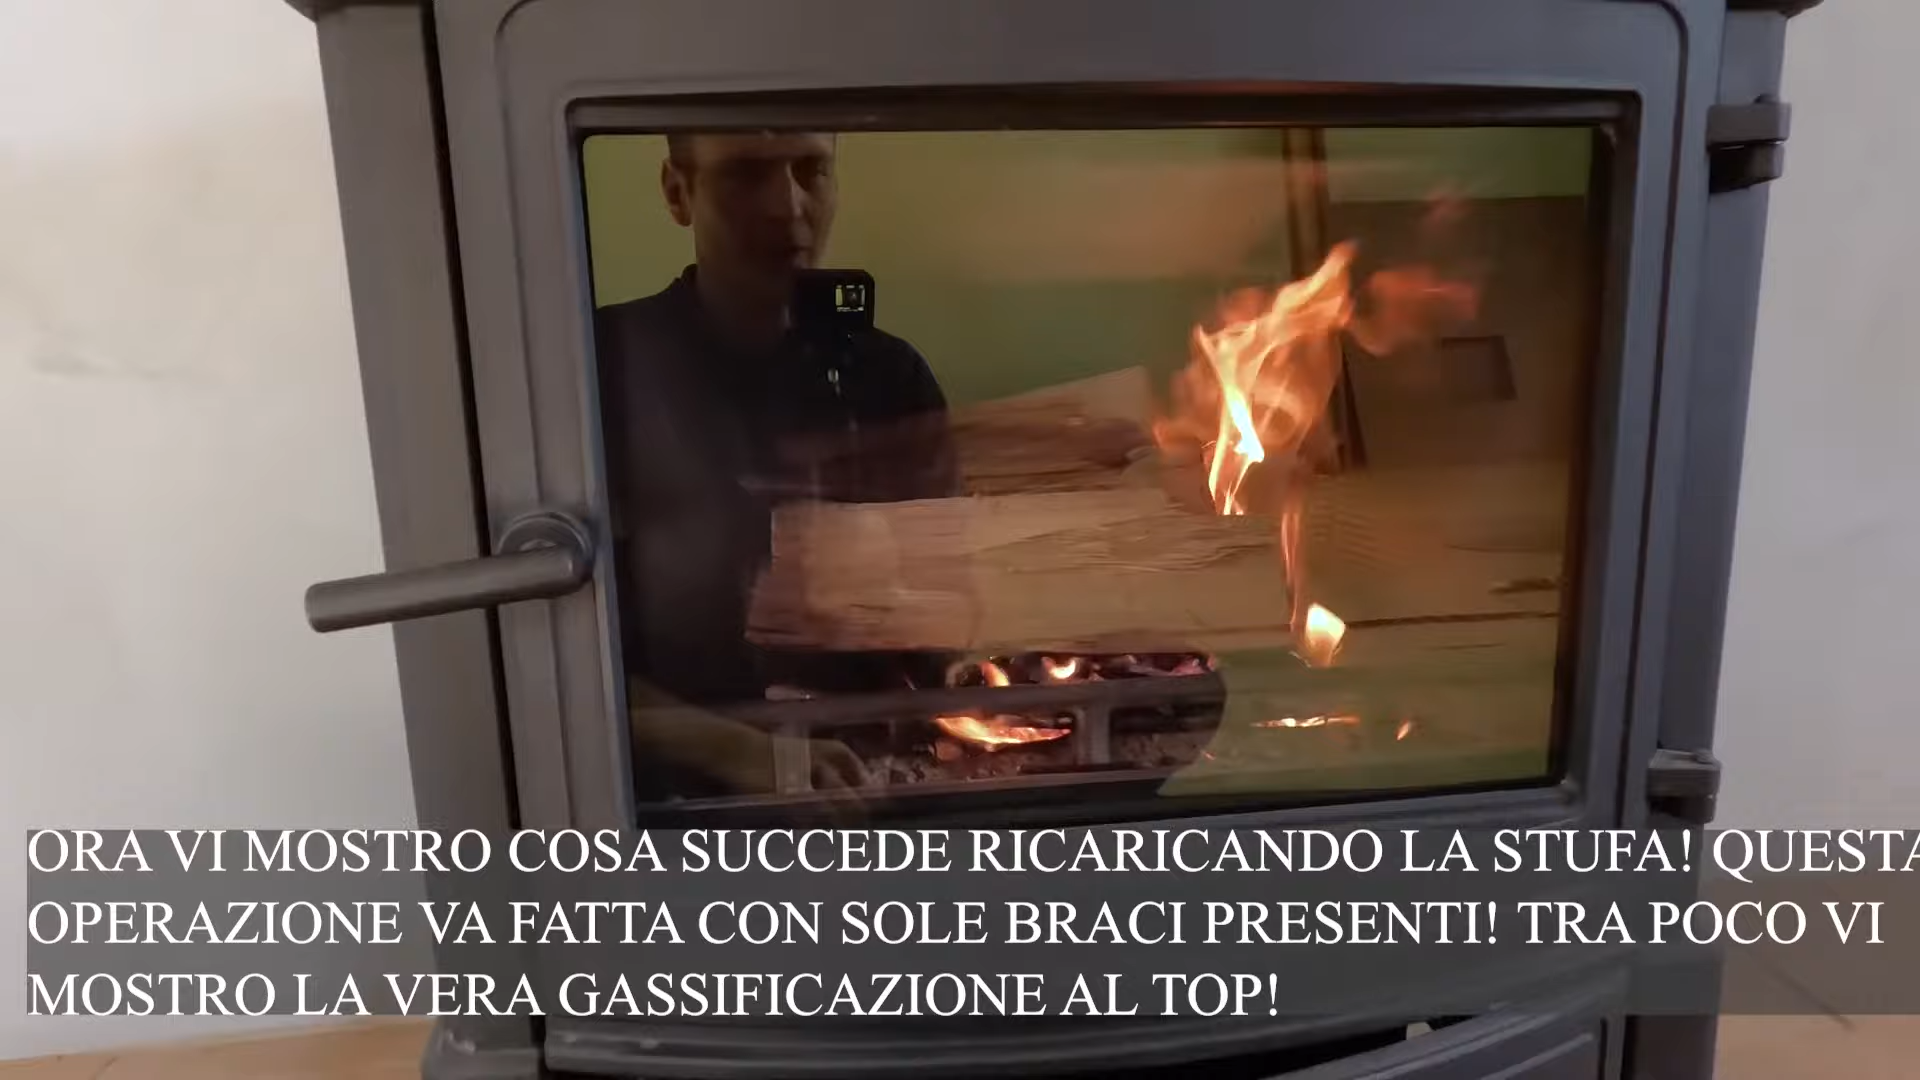 ORA VI MOSTRO COSA SUCCEDE RICARICANDO LA STUFA! QUESTA
OPERAZIONE VA FATTA CON SOLE BRACI PRESENTI! TRA POCO VI
MOSTRO LA VERA GASSIFICAZIONE AL TOP!